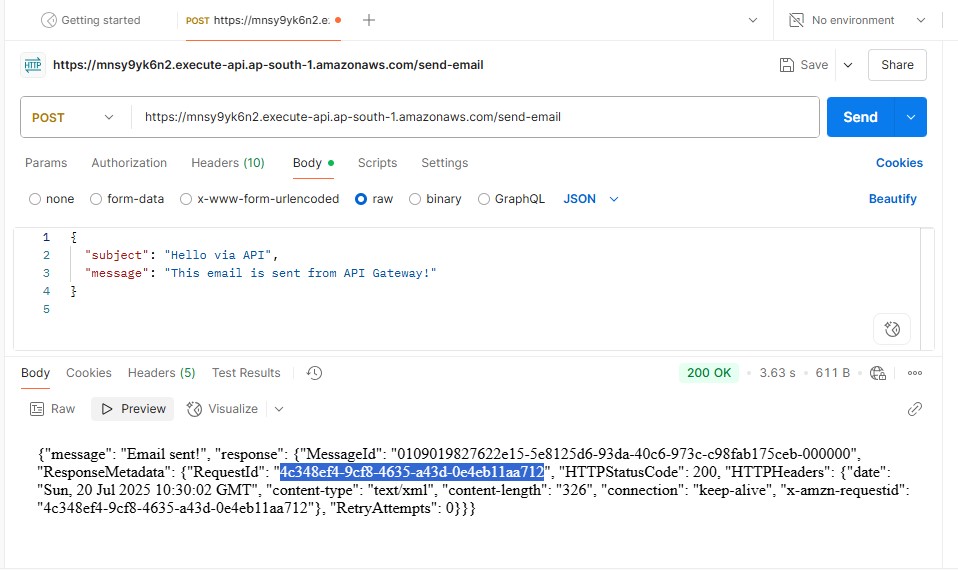 Getting started
POST https://mnsy9yk6n2.e:
No environment
HTTP https://mnsy9yk6n2.execute-api.ap-south-1.amazonaws.com/send-email
Save
Share
POST
https://mnsy9yk6n2.execute-api.ap-south-1.amazonaws.com/send-email
Send
Params Authorization Headers (10) Body Scripts Settings Cookies
none form-data x-www-form-urlencoded raw binary GraphQL JSON Beautify
1 {
2 "subject": "Hello via API",
3 "message": "This email is sent from API Gateway!"
4 }
5
Body Cookies Headers (5) Test Results 200 OK 3.63 s 611 B
Raw Preview Visualize
{"message": "Email sent!", "response": {"MessageId": "0109019827622e15-5e8125d6-93da-40c6-973c-c98fab175ceb-000000",
"ResponseMetadata": {"RequestId": "4c348ef4-9cf8-4635-a43d-0e4eb11aa712", "HTTPStatusCode": 200, "HTTPHeaders": {"date":
"Sun, 20 Jul 2025 10:30:02 GMT", "content-type": "text/xml", "content-length": "326", "connection": "keep-alive", "x-amzn-requestid":
"4c348ef4-9cf8-4635-a43d-0e4eb11aa712"}, "RetryAttempts": 0}}}